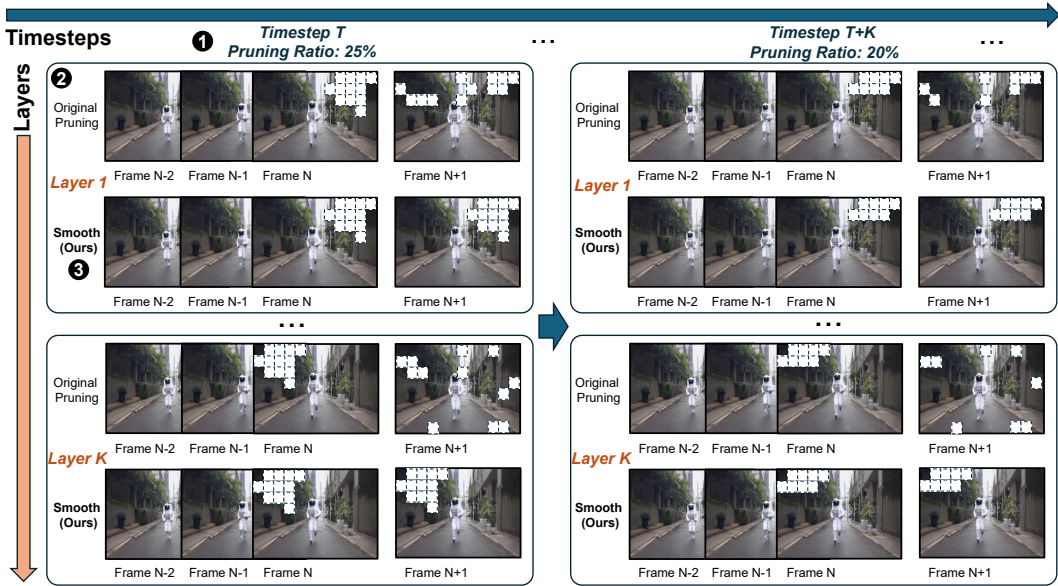 Timesteps
1
Timestep T
Pruning Ratio: 25%
...
Timestep T+K
Pruning Ratio: 20%
...
Layers
2
Original
Pruning
Frame N-2
Frame N-1
Frame N
Frame N+1
Layer 1
Smooth
(Ours)
3
Frame N-2
Frame N-1
Frame N
Frame N+1
...
Original
Pruning
Frame N-2
Frame N-1
Frame N
Frame N+1
Layer K
Smooth
(Ours)
Frame N-2
Frame N-1
Frame N
Frame N+1
Original
Pruning
Frame N-2
Frame N-1
Frame N
Frame N+1
Layer 1
Smooth
(Ours)
Frame N-2
Frame N-1
Frame N
Frame N+1
...
Original
Pruning
Frame N-2
Frame N-1
Frame N
Frame N+1
Layer K
Smooth
(Ours)
Frame N-2
Frame N-1
Frame N
Frame N+1